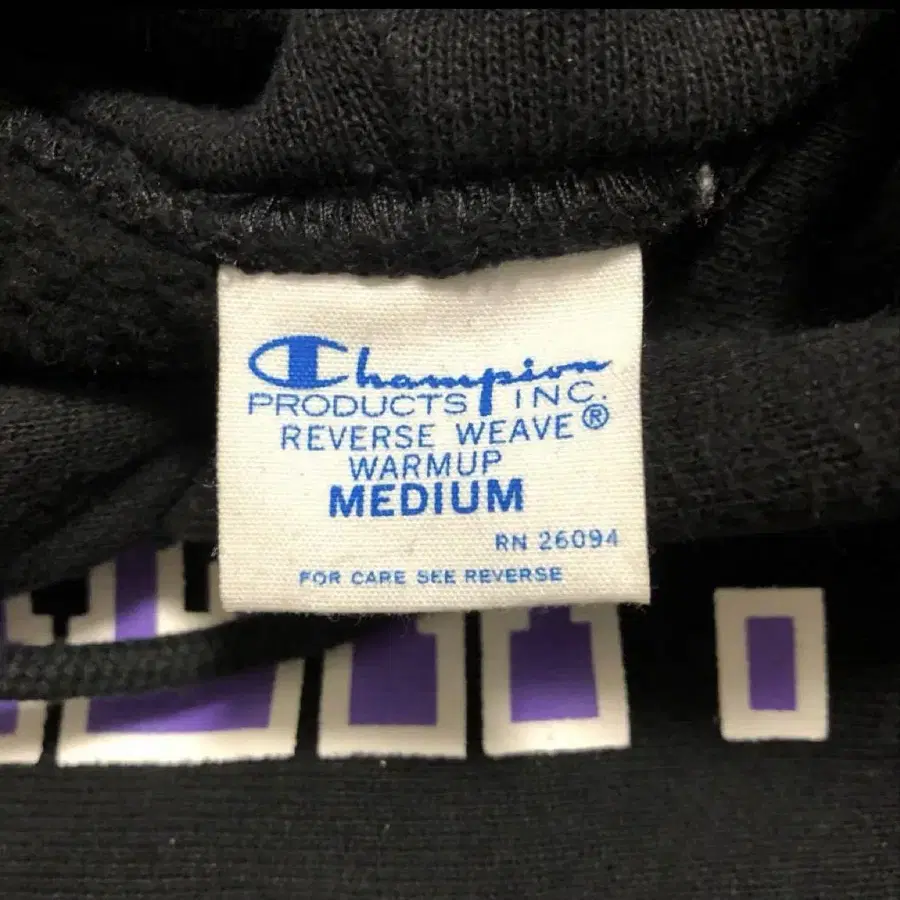 Champion
PRODUCTS INC.
REVERSE WEAVE®
WARMUP
MEDIUM
RN 26094
FOR CARE SEE REVERSE